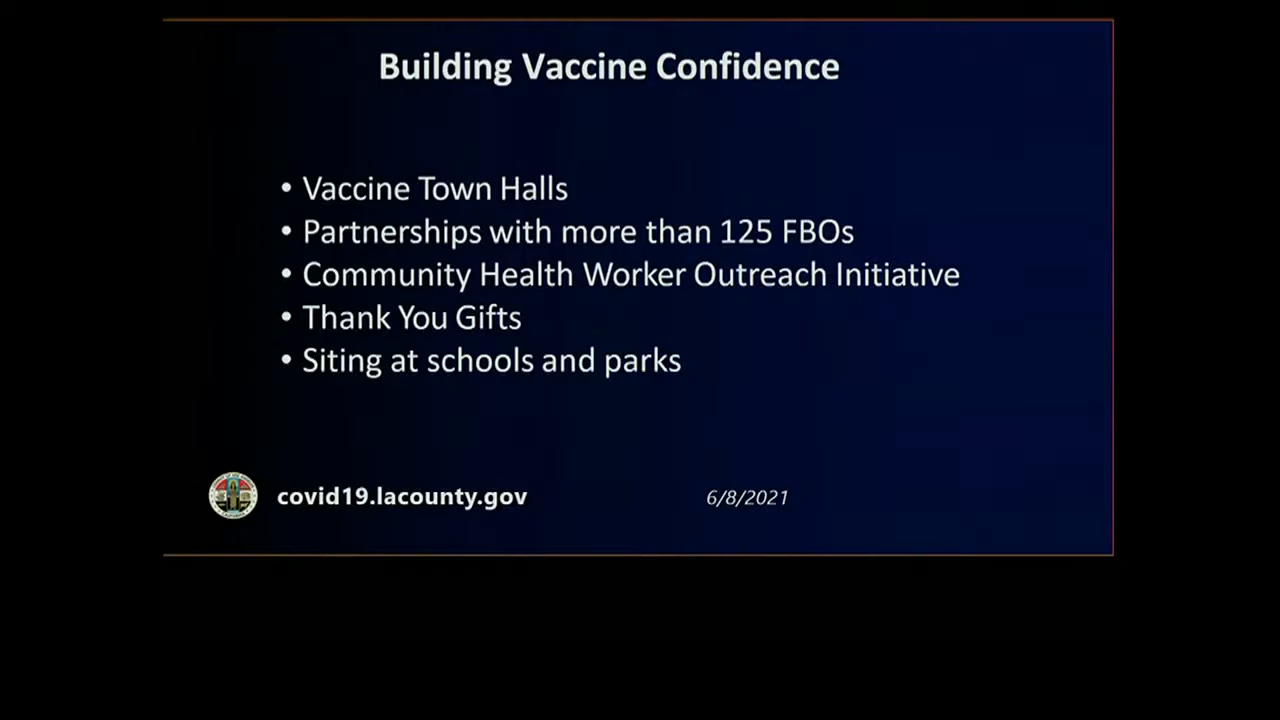 Building Vaccine Confidence
• Vaccine Town Halls
• Partnerships with more than 125 FBOs
• Community Health Worker Outreach Initiative
• Thank You Gifts
• Siting at schools and parks
covid19.lacounty.gov
6/8/2021